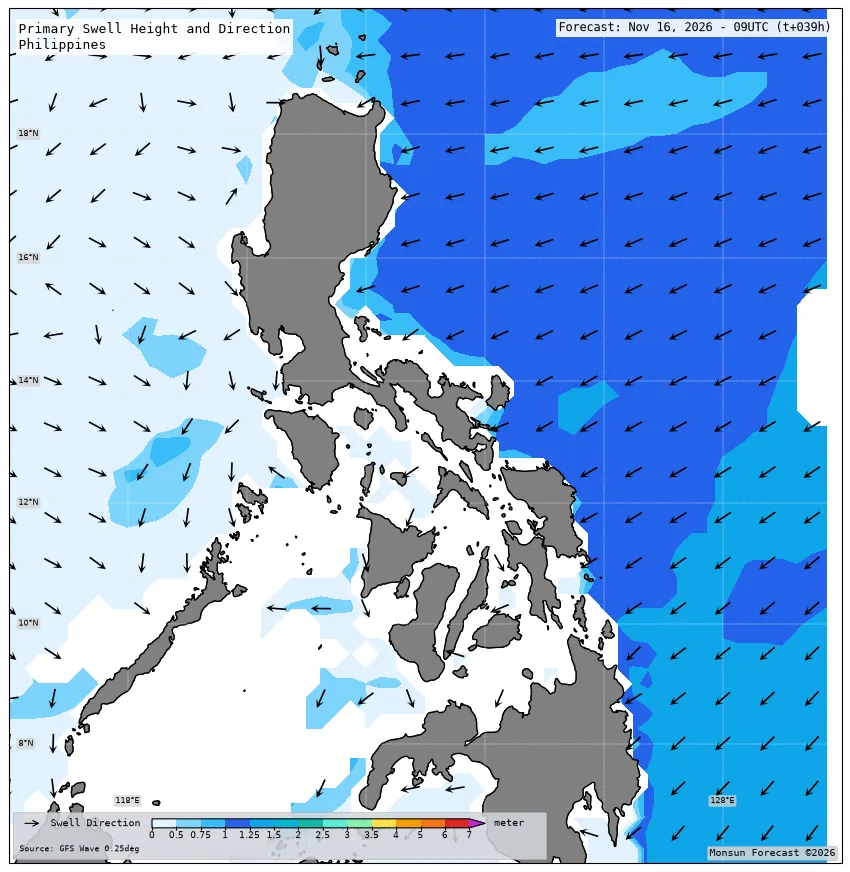 Primary Swell Height and Direction
Philippines
Forecast: Nov 16, 2026 - 09UTC (t+039h)
18°N
16°N
14°N
12°N
10°N
8°N
118°E
128°E
Swell Direction
meter
0 0.5 0.75 1 1.25 1.5 2 2.5 3 3.5 4 5 6 7
Source: GFS Wave 0.25deg
Monsun Forecast ©2026